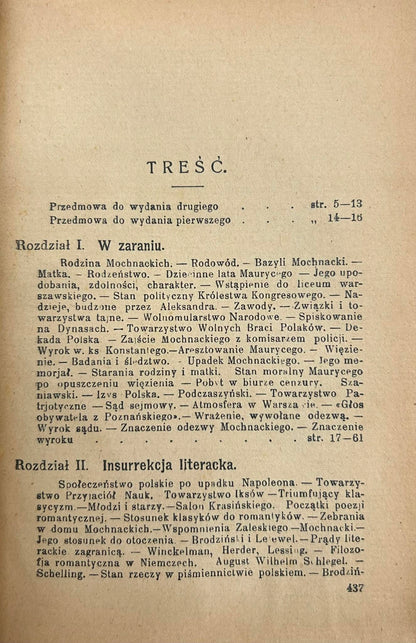 TREŚĆ.
Przedmowa do wydania drugiego . . . str. 5—13
Przedmowa do wydania pierwszego . . . . „ 14—16
Rozdział I. W zaraniu.
Rodzina Mochnackich. — Rodowód. — Bazyli Mochnacki. —
Matka. — Rodzeństwo. — Dziecinne lata Maurycego — Jego upo-
dobania, zdolności, charakter. — Wstąpienie do liceum war-
szawskiego. — Stan polityczny Królestwa Kongresowego. — Na-
dzieje, budzone przez Aleksandra. — Zawody. — Związki i to-
warzystwa tajne. — Wolnomularstwo Narodowe. — Spiskowanie
na Dynasach. — Towarzystwo Wolnych Braci Polaków. — De-
kada Polska — Zajście Mochnackiego z komisarzem policji. —
Wyrok w. ks Konstantego.—Aresztowanie Maurycego. — Więzie-
nie. — Badania i śledztwo. — Upadek Mochnackiego. — Jego me-
morjał. — Starania rodziny i matki. Stan moralny Maurycego
po opuszczeniu więzienia — Pobyt w biurze cenzury. Sza-
niawski. — Izys Polska. — Podczaszyński. — Towarzystwo Pa-
trjotyczne — Sąd sejmowy. — Atmosfera w Warszawie. — «Głos
obywatela z Poznańskiego». — Wrażenie, wywołane odezwą. —
Wyrok sądu. — Znaczenie odezwy Mochnackiego. — Znaczenie
wyroku . . . . . . . . . str. 17—61
Rozdział II. Insurrekcja literacka.
Społeczeństwo polskie po upadku Napoleona. — Towarzy-
stwo Przyjaciół Nauk, Towarzystwo Iksów —Triumfujący kla-
sycyzm —Młodzi i starzy.—Salon Krasińskiego. Początki poezji
romantycznej. — Stosunek klasyków do romantyków. — Zebrania
w domu Mochnackich.—Wspomnienia Zaleskiego —Mochnacki.—
Jego stosunek do otoczenia — Brodziński i Lelewel.— Prądy lite-
rackie zagranicą. — Winckelman, Herder, Lessing. — Filozo-
fja romantyczna w Niemczech. August Wilhelm Schlegel. —
Schelling. — Stan rzeczy w piśmiennictwie polskiem. — Brodziń-
437